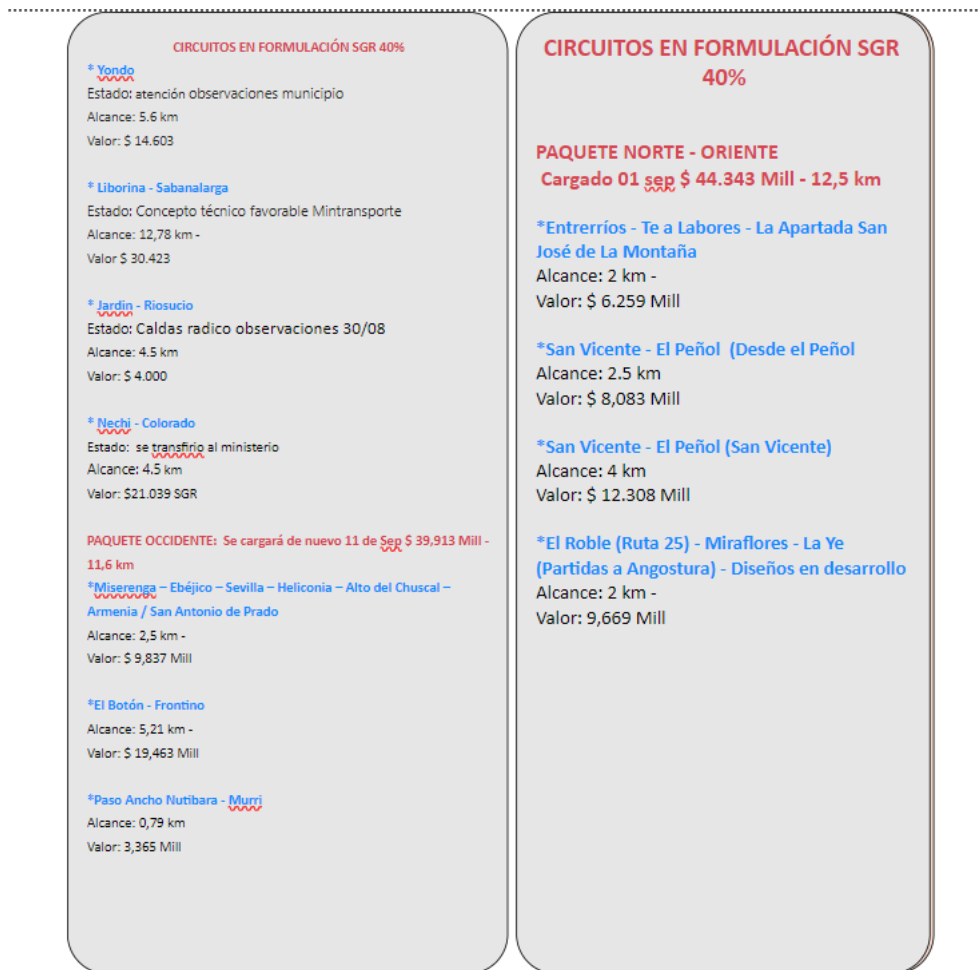 CIRCUITOS EN FORMULACIÓN SGR 40%
* Yondo
Estado: atención observaciones municipio
Alcance: 5.6 km
Valor: $ 14.603
* Liborina - Sabanalarga
Estado: Concepto técnico favorable Mintransporte
Alcance: 12,78 km -
Valor $ 30.423
* Jardin - Riosucio
Estado: Caldas radico observaciones 30/08
Alcance: 4.5 km
Valor: $ 4.000
* Nechi - Colorado
Estado: se transfirio al ministerio
Alcance: 4.5 km
Valor: $21.039 SGR
PAQUETE OCCIDENTE: Se cargará de nuevo 11 de Sep $ 39,913 Mill -
11,6 km
*Miserenga – Ebéjico – Sevilla – Heliconia – Alto del Chuscal –
Armenia / San Antonio de Prado
Alcance: 2,5 km -
Valor: $ 9,837 Mill
*El Botón - Frontino
Alcance: 5,21 km -
Valor: $ 19,463 Mill
*Paso Ancho Nutibara - Murri
Alcance: 0,79 km
Valor: 3,365 Mill
CIRCUITOS EN FORMULACIÓN SGR
40%
PAQUETE NORTE - ORIENTE
Cargado 01 sep $ 44.343 Mill - 12,5 km
*Entrerríos - Te a Labores - La Apartada San
José de La Montaña
Alcance: 2 km -
Valor: $ 6.259 Mill
*San Vicente - El Peñol (Desde el Peñol
Alcance: 2.5 km
Valor: $ 8,083 Mill
*San Vicente - El Peñol (San Vicente)
Alcance: 4 km
Valor: $ 12.308 Mill
*El Roble (Ruta 25) - Miraflores - La Ye
(Partidas a Angostura) - Diseños en desarrollo
Alcance: 2 km -
Valor: 9,669 Mill